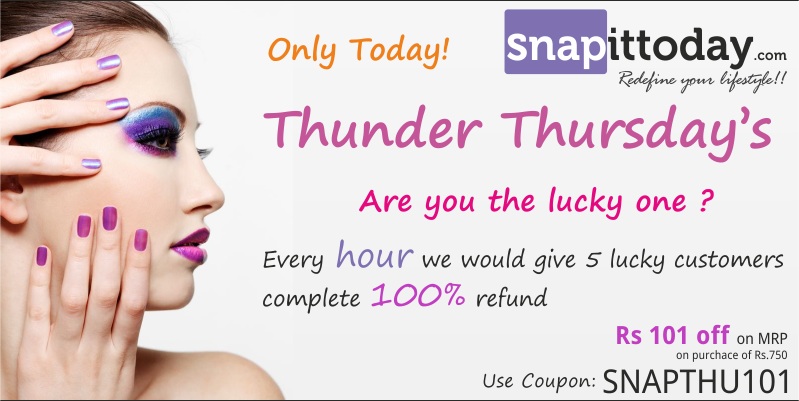 Only Today!
snapittoday.com
Redefine your lifestyle!!
Thunder Thursday's
Are you the lucky one ?
Every hour we would give 5 lucky customers
complete 100% refund
Rs 101 off on MRP
on purchace of Rs.750
Use Coupon: SNAPTHU101